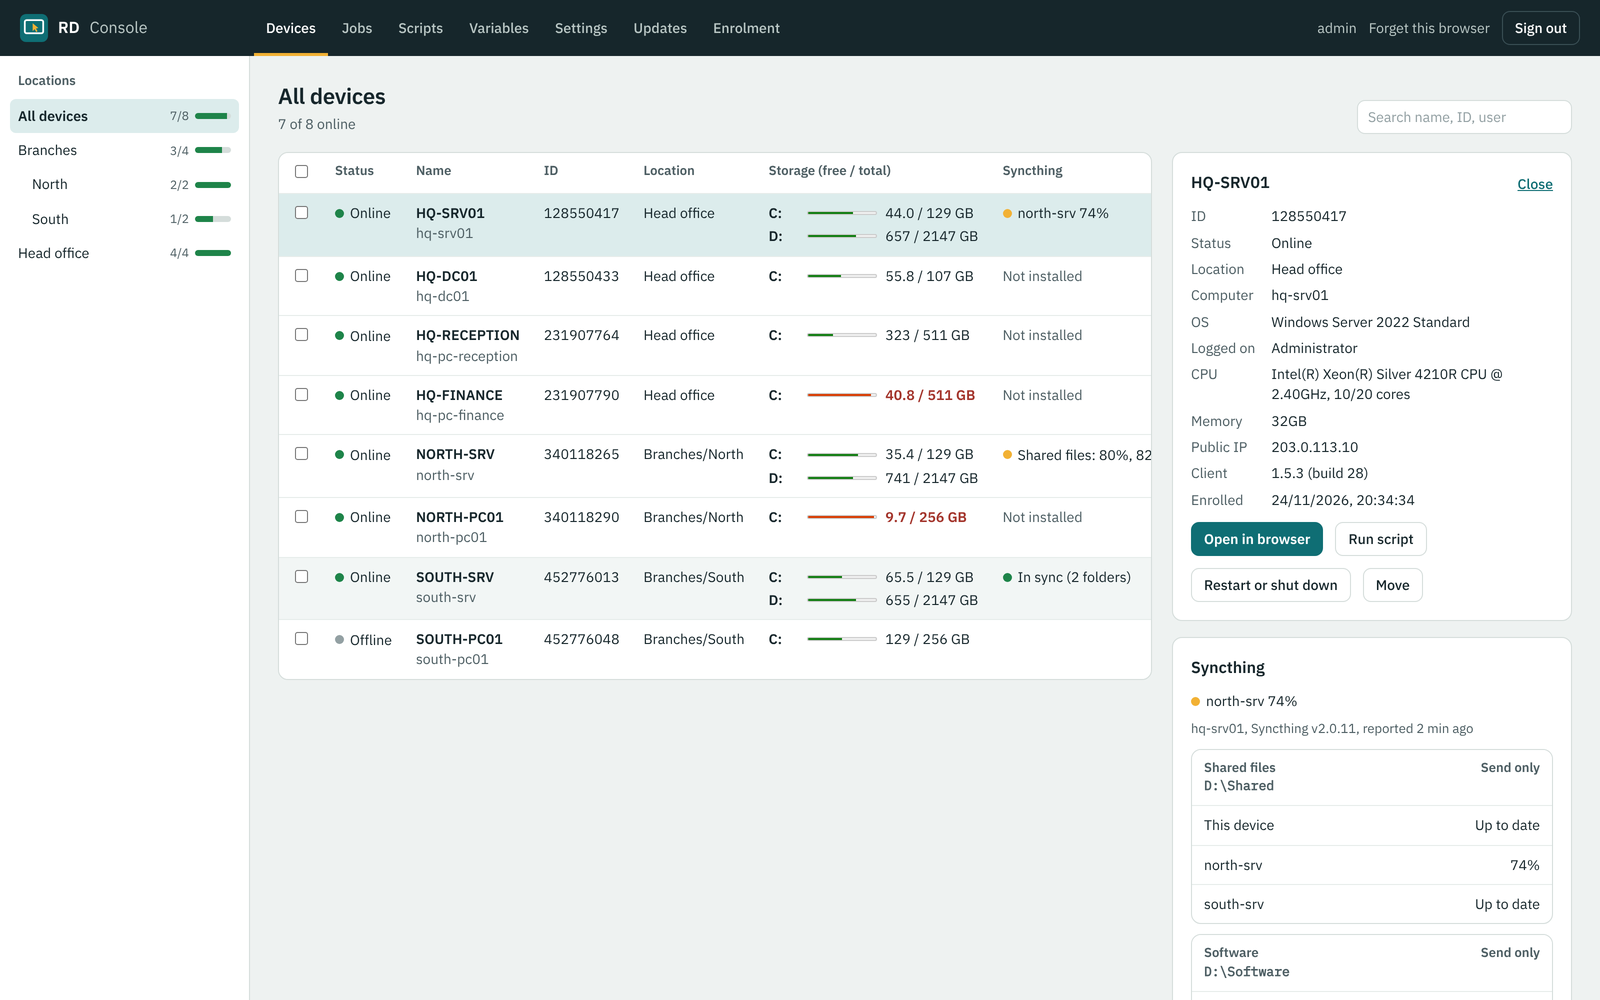 RD Console
Devices Jobs Scripts Variables Settings Updates Enrolment
admin Forget this browser Sign out
Locations
All devices 7/8
Branches 3/4
North 2/2
South 1/2
Head office 4/4
All devices
7 of 8 online
Search name, ID, user
Status Name ID Location Storage (free / total) Syncthing
Online HQ-SRV01 128550417 Head office C: 44.0 / 129 GB north-srv 74%
hq-srv01 D: 657 / 2147 GB
Online HQ-DC01 128550433 Head office C: 55.8 / 107 GB Not installed
hq-dc01
Online HQ-RECEPTION 231907764 Head office C: 323 / 511 GB Not installed
hq-pc-reception
Online HQ-FINANCE 231907790 Head office C: 40.8 / 511 GB Not installed
hq-pc-finance
Online NORTH-SRV 340118265 Branches/North C: 35.4 / 129 GB Shared files: 80%, 82
north-srv D: 741 / 2147 GB
Online NORTH-PC01 340118290 Branches/North C: 9.7 / 256 GB Not installed
north-pc01
Online SOUTH-SRV 452776013 Branches/South C: 65.5 / 129 GB In sync (2 folders)
south-srv D: 655 / 2147 GB
Offline SOUTH-PC01 452776048 Branches/South C: 129 / 256 GB
south-pc01
HQ-SRV01 Close
ID 128550417
Status Online
Location Head office
Computer hq-srv01
OS Windows Server 2022 Standard
Logged on Administrator
CPU Intel(R) Xeon(R) Silver 4210R CPU @
2.40GHz, 10/20 cores
Memory 32GB
Public IP 203.0.113.10
Client 1.5.3 (build 28)
Enrolled 24/11/2026, 20:34:34
Open in browser Run script
Restart or shut down Move
Syncthing
north-srv 74%
hq-srv01, Syncthing v2.0.11, reported 2 min ago
Shared files Send only
D:\Shared
This device Up to date
north-srv 74%
south-srv Up to date
Software Send only
D:\Software